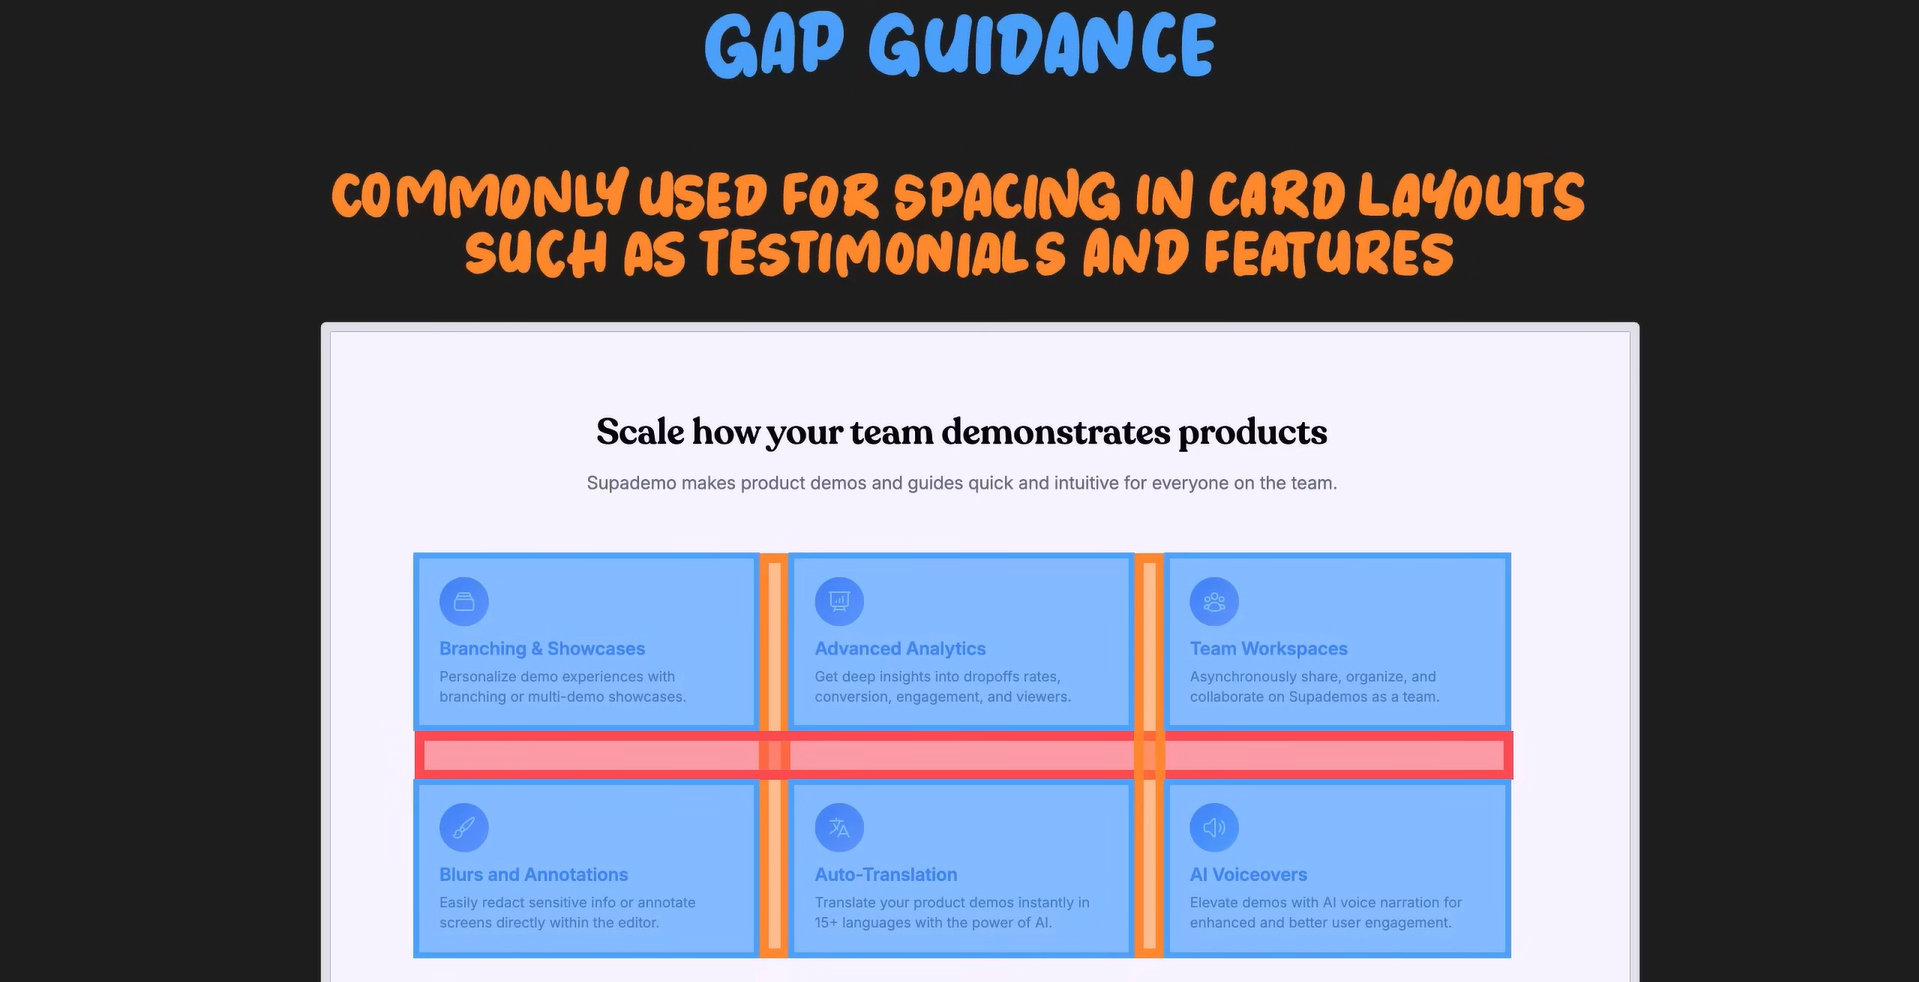 GAP GUIDANCE
COMMONLY USED FOR SPACING IN CARD LAYOUTS
SUCH AS TESTIMONIALS AND FEATURES
Scale how your team demonstrates products
Supademo makes product demos and guides quick and intuitive for everyone on the team.
Branching & Showcases
Personalize demo experiences with
branching or multi-demo showcases.
Advanced Analytics
Get deep insights into dropoffs rates,
conversion, engagement, and viewers.
Team Workspaces
Asynchronously share, organize, and
collaborate on Supademos as a team.
Blurs and Annotations
Easily redact sensitive info or annotate
screens directly within the editor.
Auto-Translation
Translate your product demos instantly in
15+ languages with the power of AI.
AI Voiceovers
Elevate demos with AI voice narration for
enhanced and better user engagement.